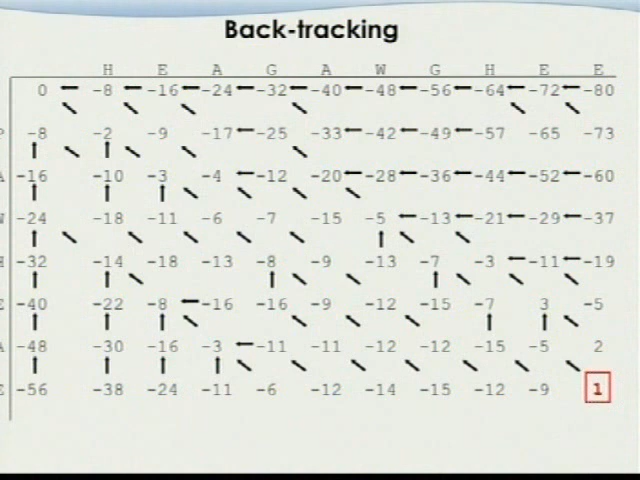 Back-tracking
H E A G A W G H E E
0 -8 -16 -24 -32 -40 -48 -56 -64 -72 -80
P -8 -2 -9 -17 -25 -33 -42 -49 -57 -65 -73
A -16 -10 -3 -4 -12 -20 -28 -36 -44 -52 -60
W -24 -18 -11 -6 -7 -15 -5 -13 -21 -29 -37
H -32 -14 -18 -13 -8 -9 -13 -7 -3 -11 -19
E -40 -22 -8 -16 -16 -9 -12 -15 -7 3 -5
A -48 -30 -16 -3 -11 -11 -12 -12 -15 -5 2
E -56 -38 -24 -11 -6 -12 -14 -15 -12 -9 1